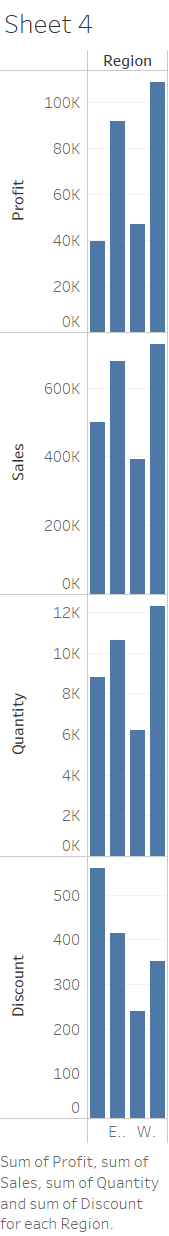 Sheet 4
Region
100K
80K
60K
40K
20K
0K
Profit
600K
400K
200K
0K
Sales
12K
10K
8K
6K
4K
2K
0K
Quantity
500
400
300
200
100
0
Discount
E.. W.
Sum of Profit, sum of
Sales, sum of Quantity
and sum of Discount
for each Region.